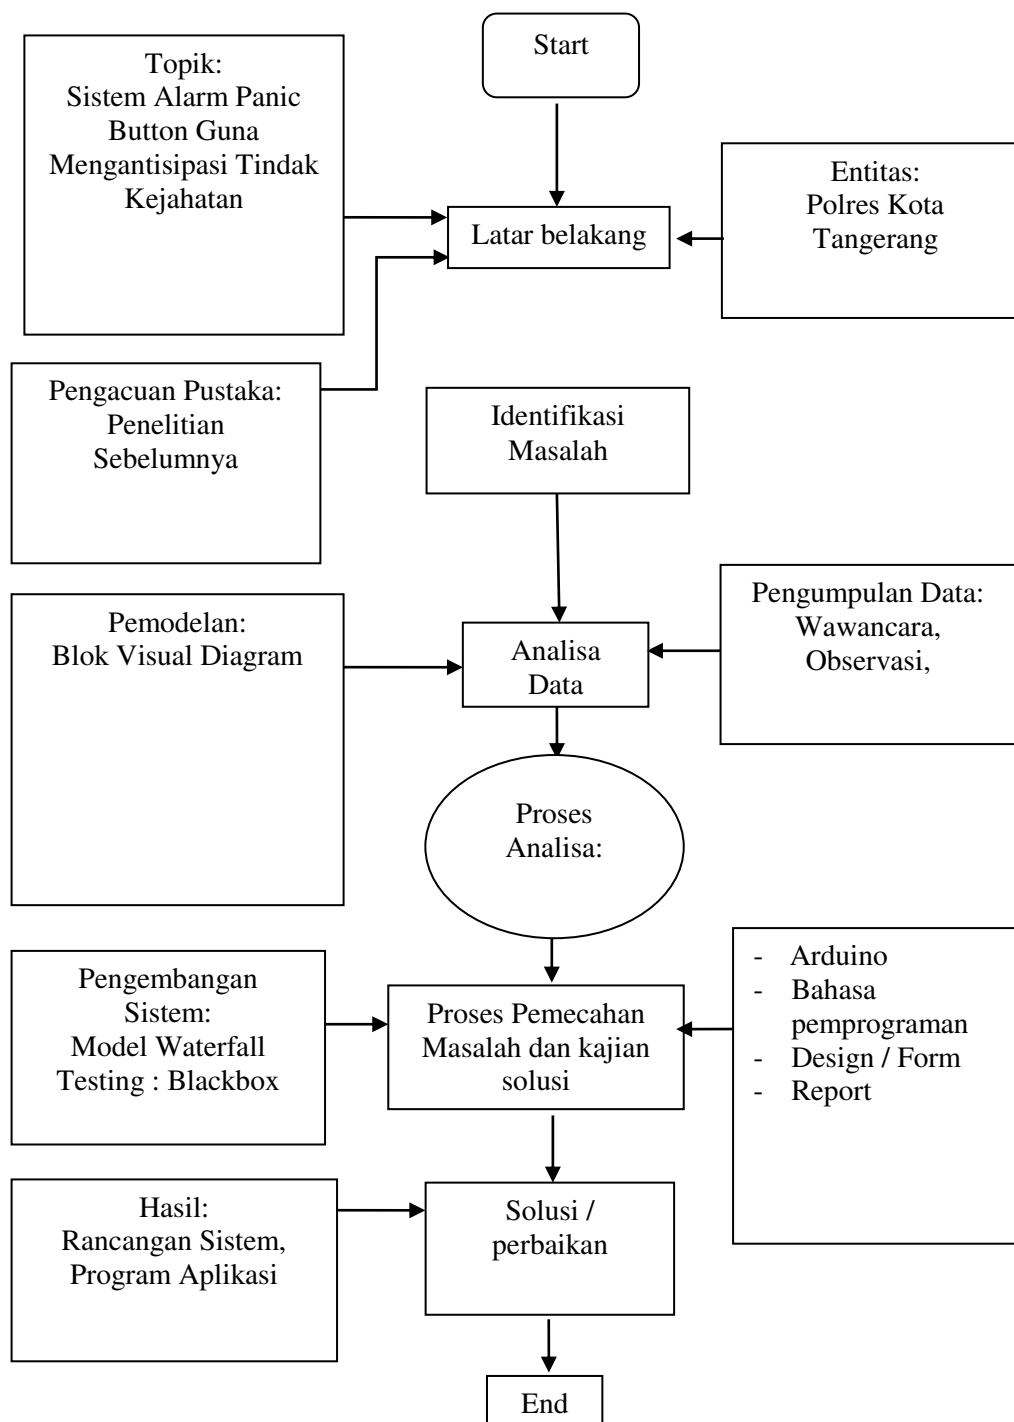 Start
Topik:
Sistem Alarm Panic
Button Guna
Mengantisipasi Tindak
Kejahatan
Entitas:
Polres Kota
Tangerang
Latar belakang
Pengacuan Pustaka:
Penelitian
Sebelumnya
Identifikasi
Masalah
Pengumpulan Data:
Wawancara,
Observasi,
Pemodelan:
Blok Visual Diagram
Analisa
Data
Proses
Analisa:
Pengembangan
Sistem:
Model Waterfall
Testing : Blackbox
Proses Pemecahan
Masalah dan kajian
solusi
- Arduino
- Bahasa
pemprograman
- Design / Form
- Report
Hasil:
Rancangan Sistem,
Program Aplikasi
Solusi /
perbaikan
End